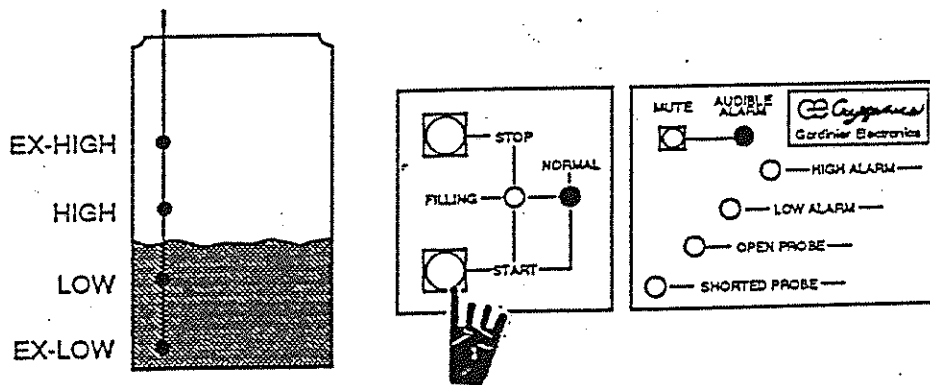 EX-HIGH
HIGH
LOW
EX-LOW
STOP
NORMAL
FILLING
START
MUTE
AUDIBLE
ALARM
Gardinier Electronics
HIGH ALARM
LOW ALARM
OPEN PROBE
SHORTED PROBE